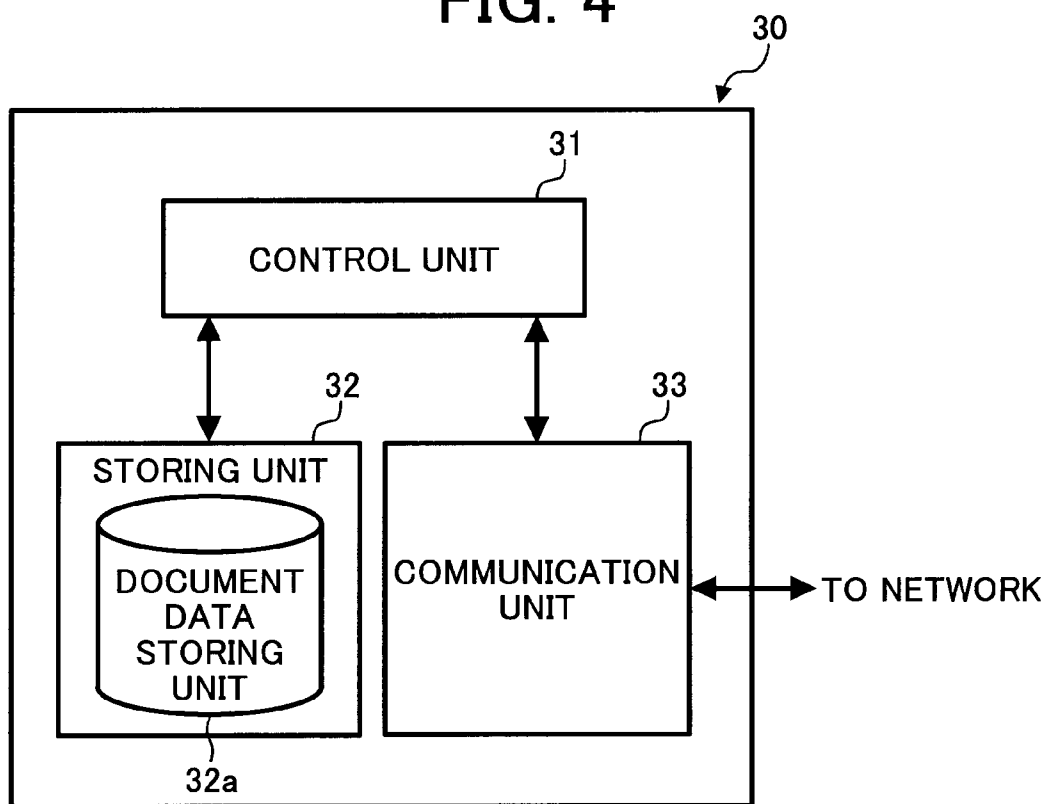 FIG. 4
30
31
CONTROL UNIT
32
33
STORING UNIT
DOCUMENT
DATA
STORING
UNIT
COMMUNICATION
UNIT
TO NETWORK
32a